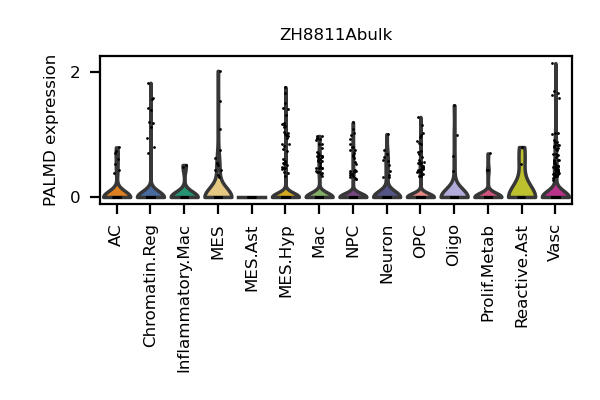 ZH8811Abulk
PALMD expression
2
0
AC
Chromatin.Reg
Inflammatory.Mac
MES
MES.Ast
MES.Hyp
Mac
NPC
Neuron
OPC
Oligo
Prolif.Metab
Reactive.Ast
Vasc